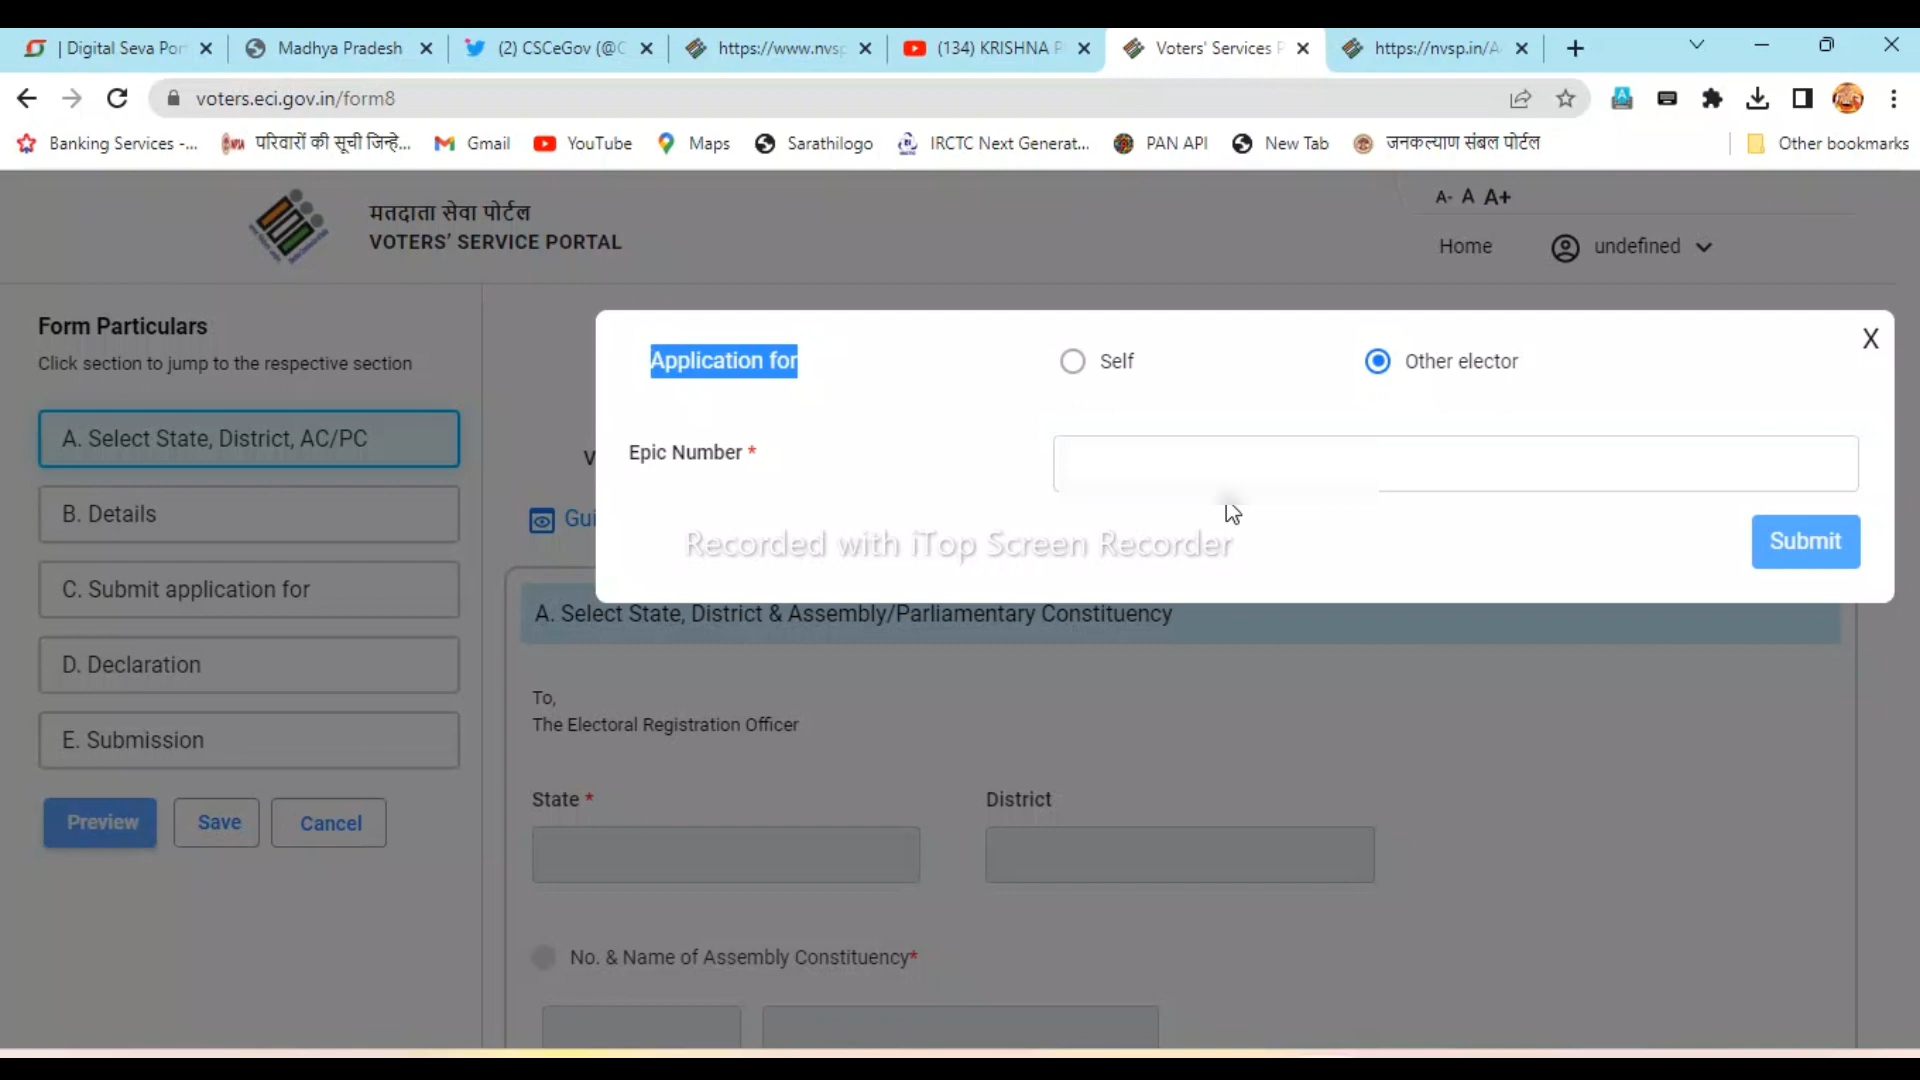 | Digital Seva Por
Madhya Pradesh
(2) CSCeGov (@C
https://www.nvsp
(134) KRISHNA P
Voters' Services P
https://nvsp.in/A
voters.eci.gov.in/form8
Banking Services -...
परिवारों की सूची जिन्हे...
Gmail
YouTube
Maps
Sarathilogo
IRCTC Next Generat...
PAN API
New Tab
जनकल्याण संबल पोर्टल
Other bookmarks
मतदाता सेवा पोर्टल
VOTERS' SERVICE PORTAL
A- A A+
Home
undefined
Form Particulars
Click section to jump to the respective section
A. Select State, District, AC/PC
B. Details
C. Submit application for
D. Declaration
E. Submission
Preview
Save
Cancel
X
Application for
Self
Other elector
Epic Number *
Submit
Recorded with iTop Screen Recorder
V
Gui
A. Select State, District & Assembly/Parliamentary Constituency
To,
The Electoral Registration Officer
State *
District
No. & Name of Assembly Constituency*